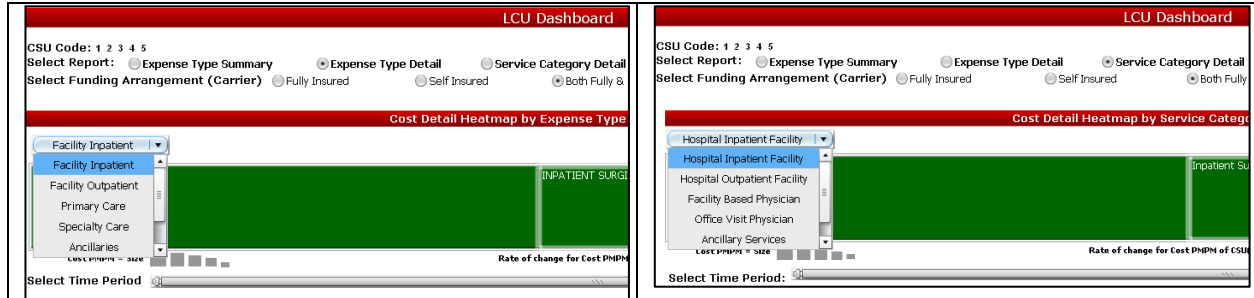 LCU Dashboard
CSU Code: 1 2 3 4 5
Select Report: Expense Type Summary Expense Type Detail Service Category Detail
Select Funding Arrangement (Carrier) Fully Insured Self Insured Both Fully &
Cost Detail Heatmap by Expense Type
Facility Inpatient
Facility Inpatient
Facility Outpatient
Primary Care
Specialty Care
Ancillaries
INPATIENT SURGI
Cost PMPM = Size
Rate of change for Cost PMPM
Select Time Period
LCU Dashboard
CSU Code: 1 2 3 4 5
Select Report: Expense Type Summary Expense Type Detail Service Category Detail
Select Funding Arrangement (Carrier) Fully Insured Self Insured Both Fully
Cost Detail Heatmap by Service Catego
Hospital Inpatient Facility
Hospital Inpatient Facility
Hospital Outpatient Facility
Facility Based Physician
Office Visit Physician
Ancillary Services
Inpatient Su
Cost PMPM = Size
Rate of change for Cost PMPM of CSU
Select Time Period: